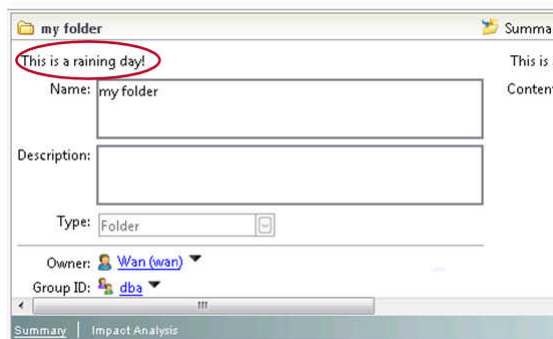 my folder
Summa
This is a raining day!
This is
Name: my folder
Content
Description:
Type: Folder
Owner: Wan (wan)
Group ID: dba
Summary | Impact Analysis